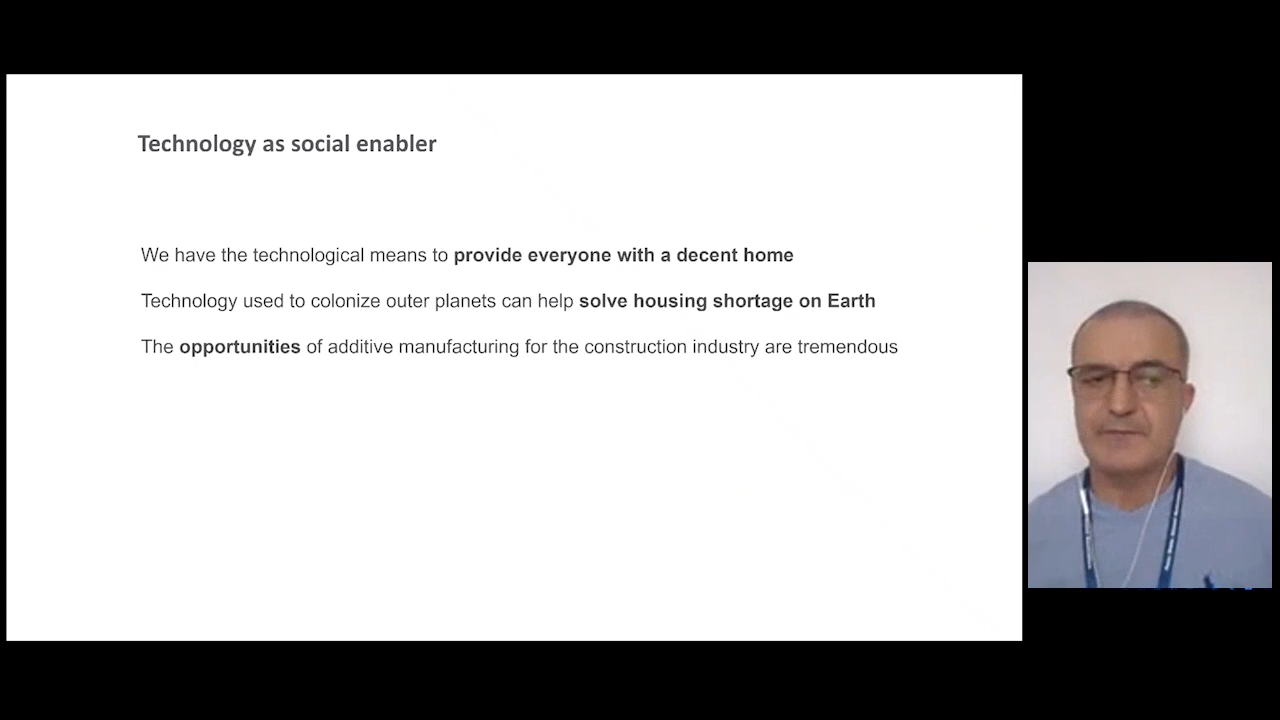 Technology as social enabler
We have the technological means to provide everyone with a decent home
Technology used to colonize outer planets can help solve housing shortage on Earth
The opportunities of additive manufacturing for the construction industry are tremendous